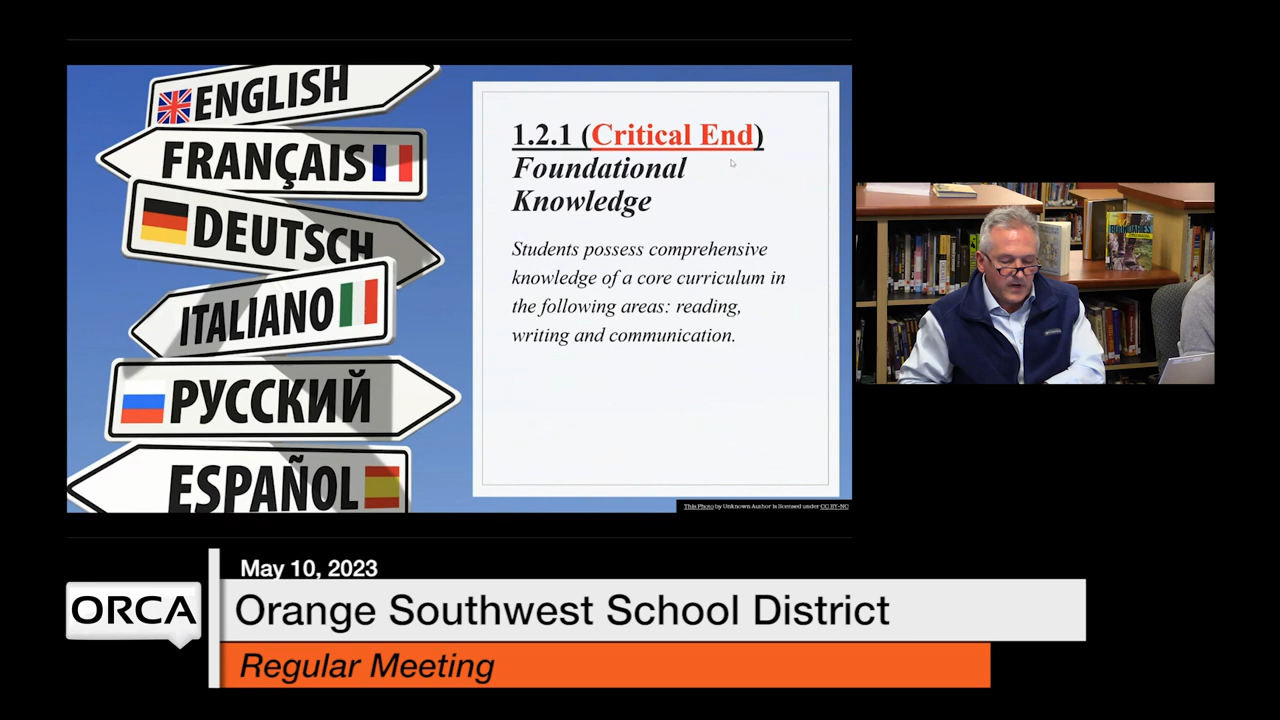 ENGLISH
FRANÇAIS
DEUTSCH
ITALIANO
РУССКИЙ
ESPAÑOL
1.2.1 (Critical End)
Foundational
Knowledge
Students possess comprehensive
knowledge of a core curriculum in
the following areas: reading,
writing and communication.
This Photo by Unknown Author is licensed under CC BY-NC
BOUNDARIES
May 10, 2023
ORCA
Orange Southwest School District
Regular Meeting